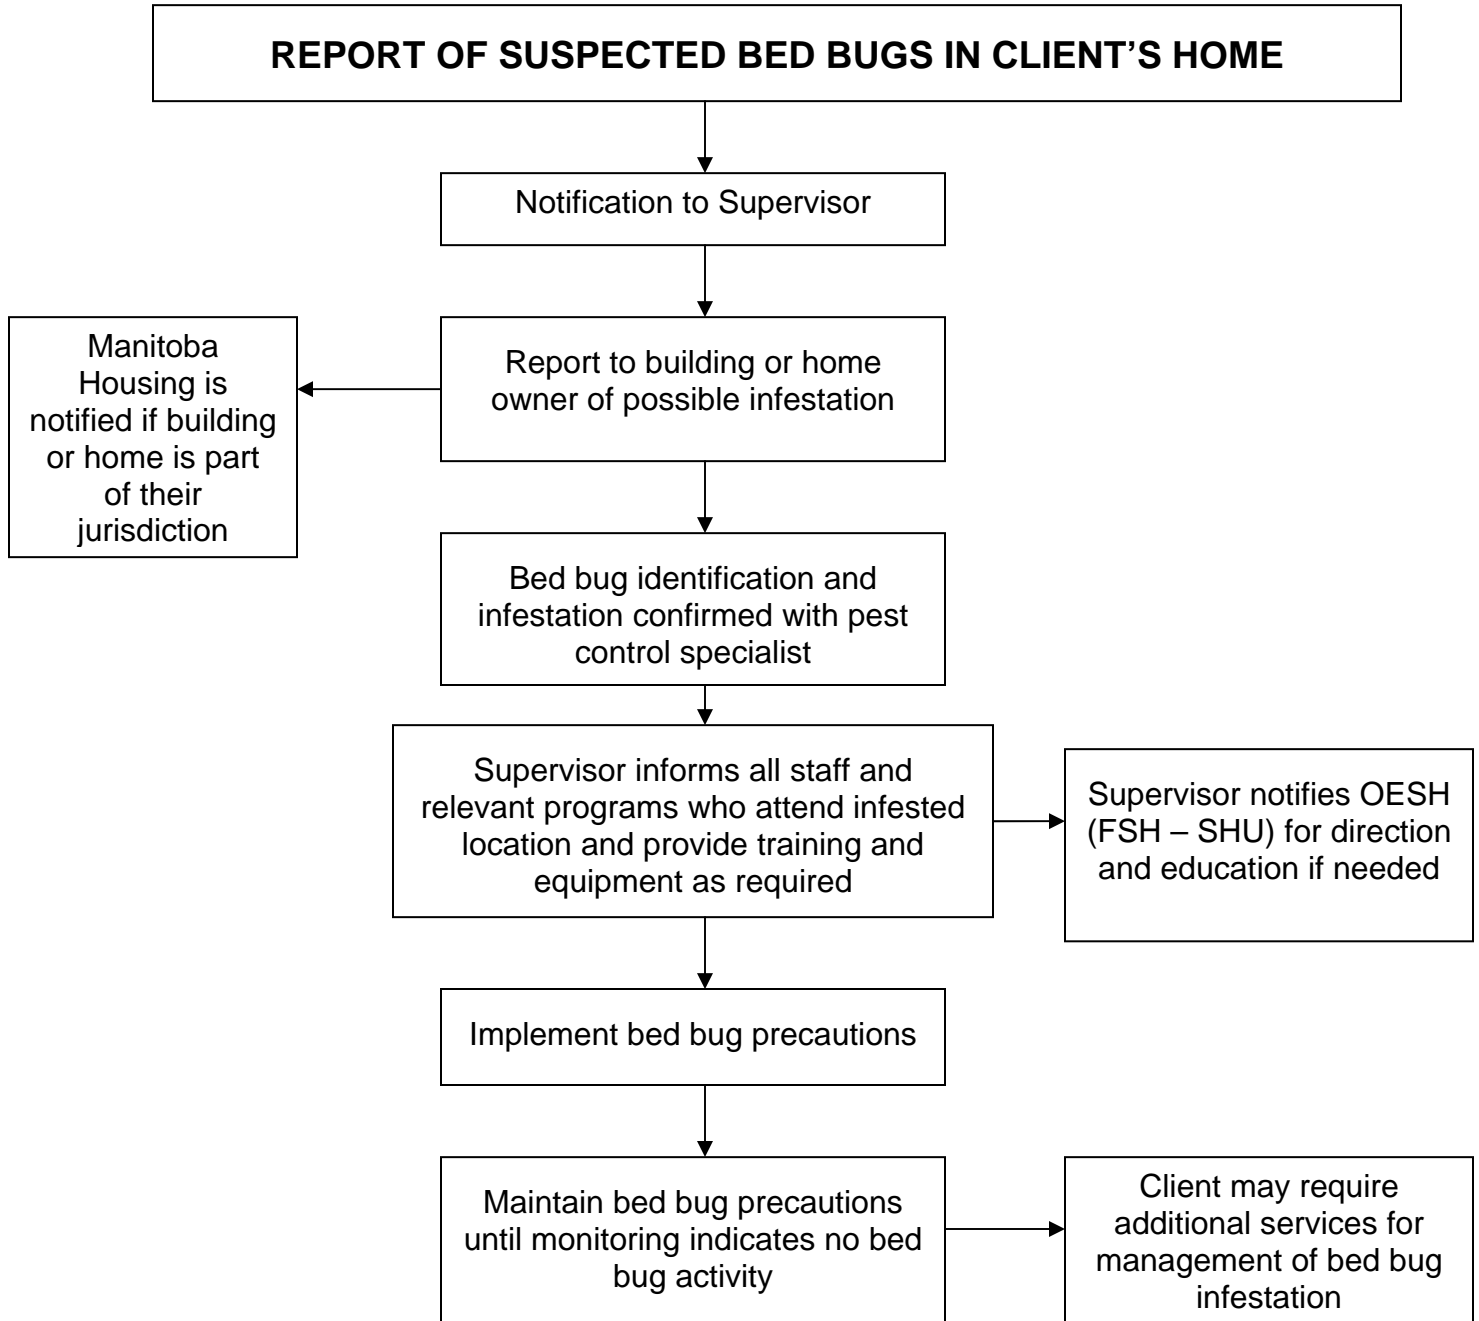 REPORT OF SUSPECTED BED BUGS IN CLIENT’S HOME
Notification to Supervisor
Manitoba
Housing is
notified if building
or home is part
of their
jurisdiction
Report to building or home
owner of possible infestation
Bed bug identification and
infestation confirmed with pest
control specialist
Supervisor informs all staff and
relevant programs who attend infested
location and provide training and
equipment as required
Supervisor notifies OESH
(FSH – SHU) for direction
and education if needed
Implement bed bug precautions
Maintain bed bug precautions
until monitoring indicates no bed
bug activity
Client may require
additional services for
management of bed bug
infestation